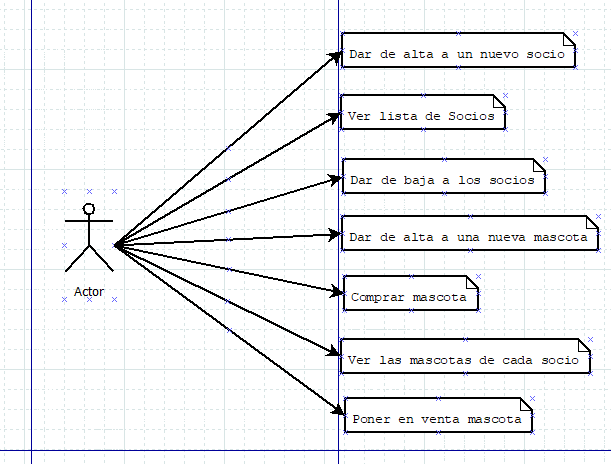 Dar de alta a un nuevo socio
Ver lista de Socios
Dar de baja a los socios
Dar de alta a una nueva mascota
Actor
Comprar mascota
Ver las mascotas de cada socio
Poner en venta mascota